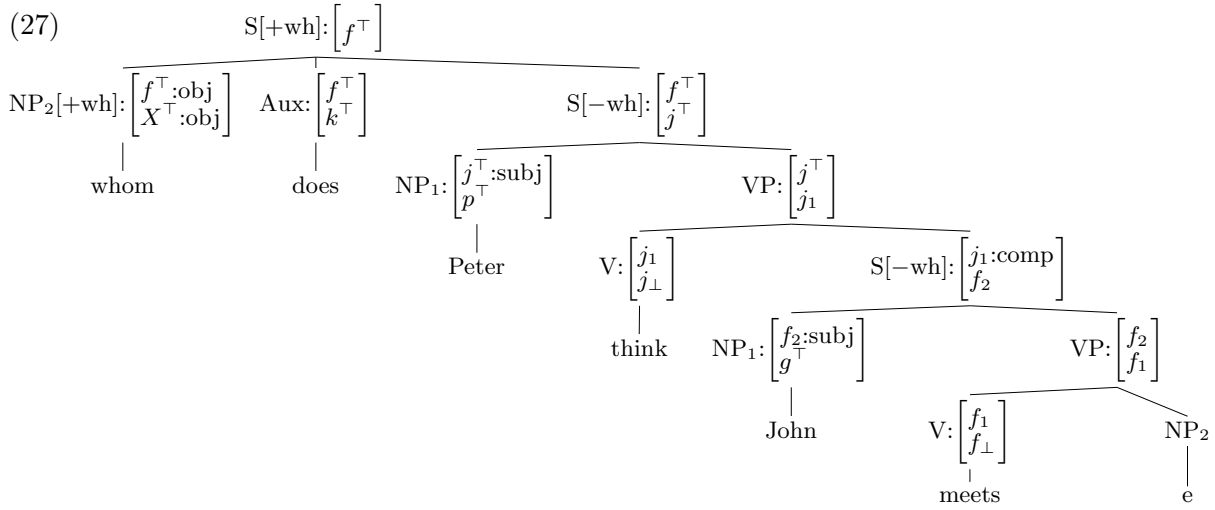 (27)
S[+wh]: [f⊤]
NP₂[+wh]: [f⊤:obj X⊤:obj] Aux: [f⊤ k⊤] S[−wh]: [f⊤ j⊤]
whom does NP₁: [j⊤:subj p⊤] VP: [j⊤ j₁]
Peter V: [j₁ j⊥] S[−wh]: [j₁:comp f₂]
think NP₁: [f₂:subj g⊤] VP: [f₂ f₁]
John V: [f₁ f⊥] NP₂
meets e